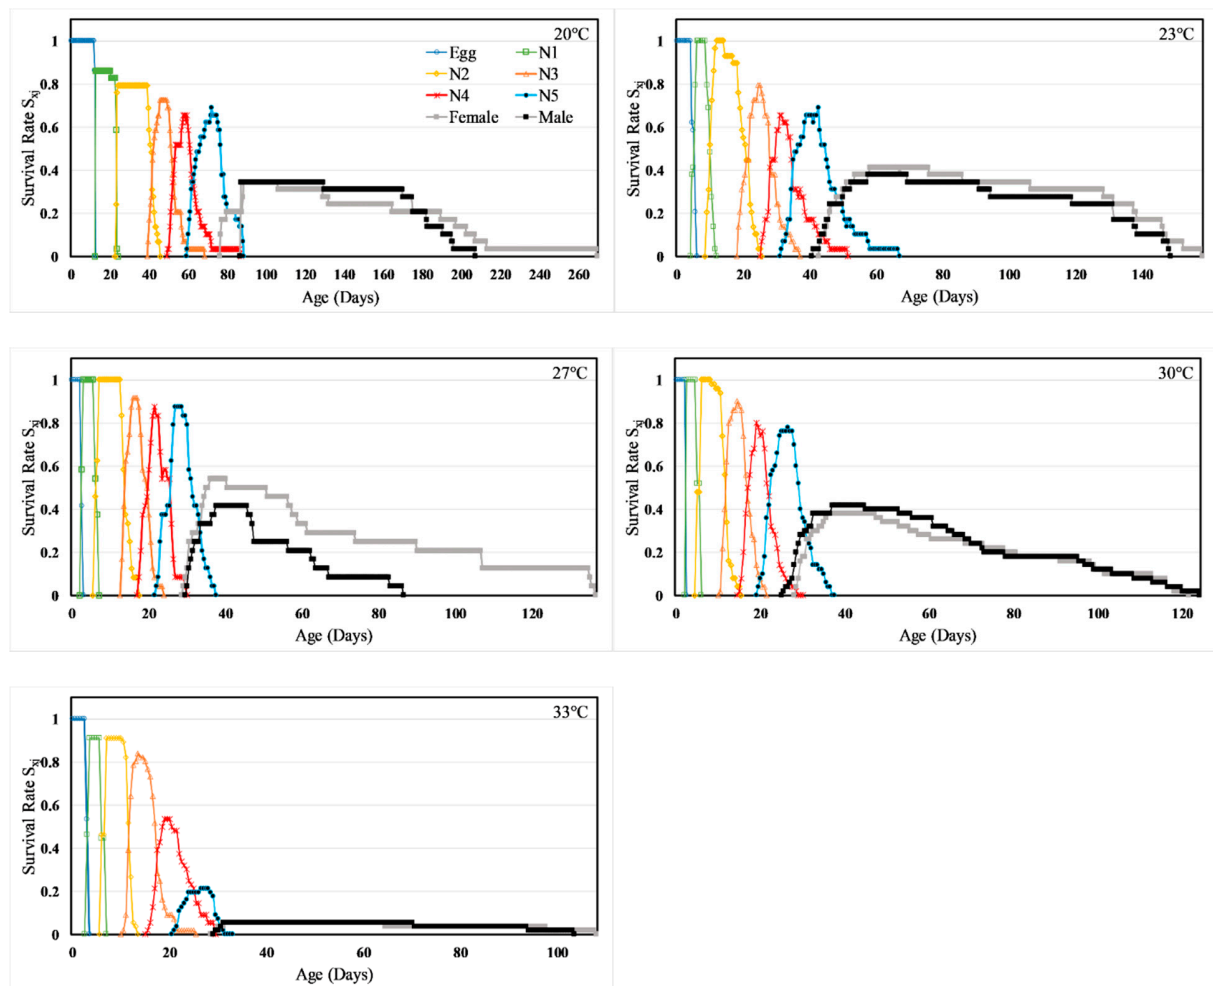 20°C
1
0.8
0.6
0.4
0.2
0
Survival Rate Sxj
Egg N1
N2 N3
N4 N5
Female Male
0 20 40 60 80 100 120 140 160 180 200 220 240 260
Age (Days)
23°C
1
0.8
0.6
0.4
0.2
0
Survival Rate Sxj
0 20 40 60 80 100 120 140
Age (Days)
27°C
1
0.8
0.6
0.4
0.2
0
Survival Rate Sxj
0 20 40 60 80 100 120
Age (Days)
30°C
1
0.8
0.6
0.4
0.2
0
Survival Rate Sxj
0 20 40 60 80 100 120
Age (Days)
33°C
1
0.8
0.6
0.4
0.2
0
Survival Rate Sxj
0 20 40 60 80 100
Age (Days)